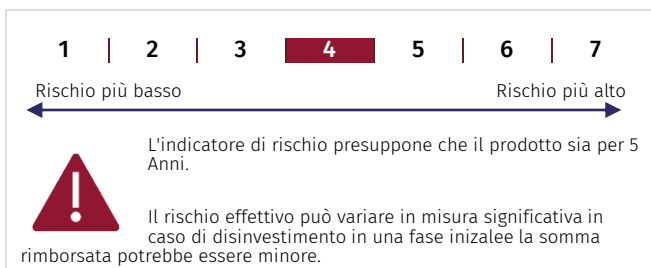 1 | 2 | 3 | 4 | 5 | 6 | 7
Rischio più basso Rischio più alto
L'indicatore di rischio presuppone che il prodotto sia per 5
Anni.
Il rischio effettivo può variare in misura significativa in
caso di disinvestimento in una fase inizalee la somma
rimborsata potrebbe essere minore.